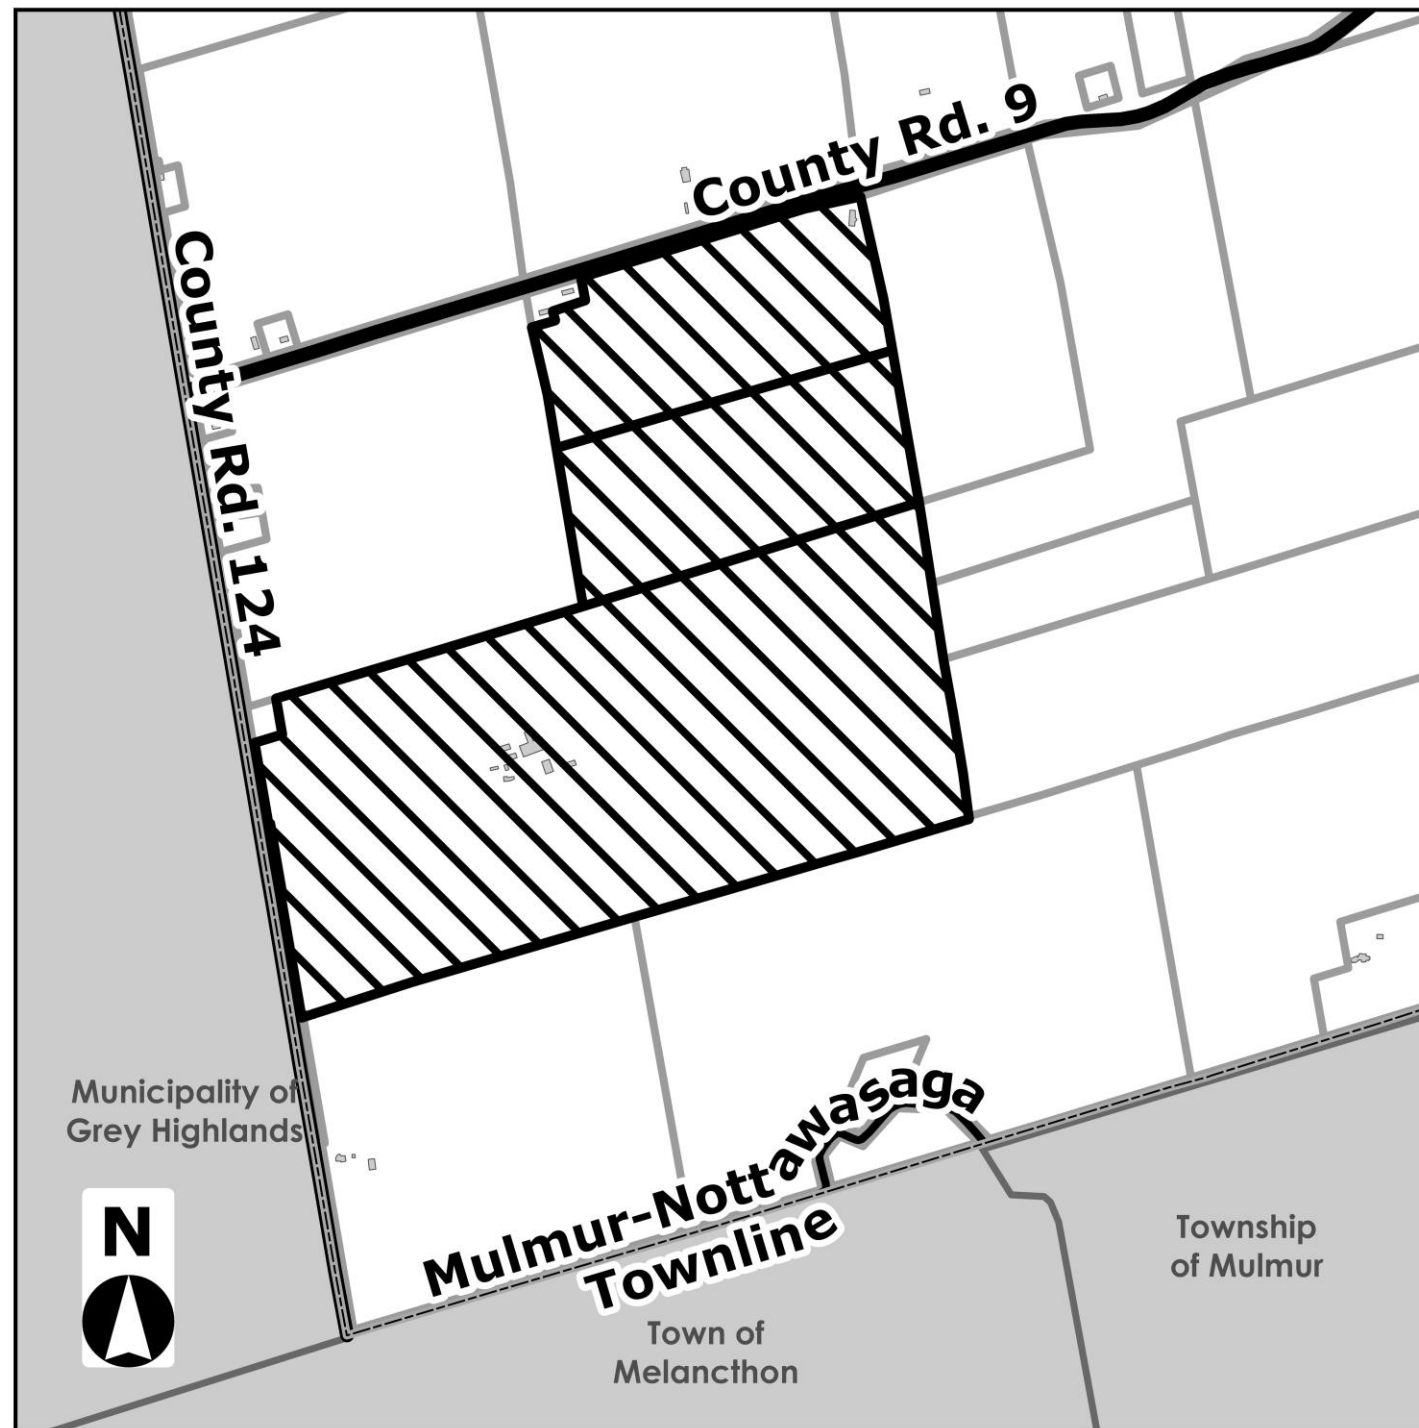 County Rd. 9
County Rd. 124
Municipality of
Grey Highlands
N
Mulmur-Nottawasaga
Townline
Township
of Mulmur
Town of
Melancthon